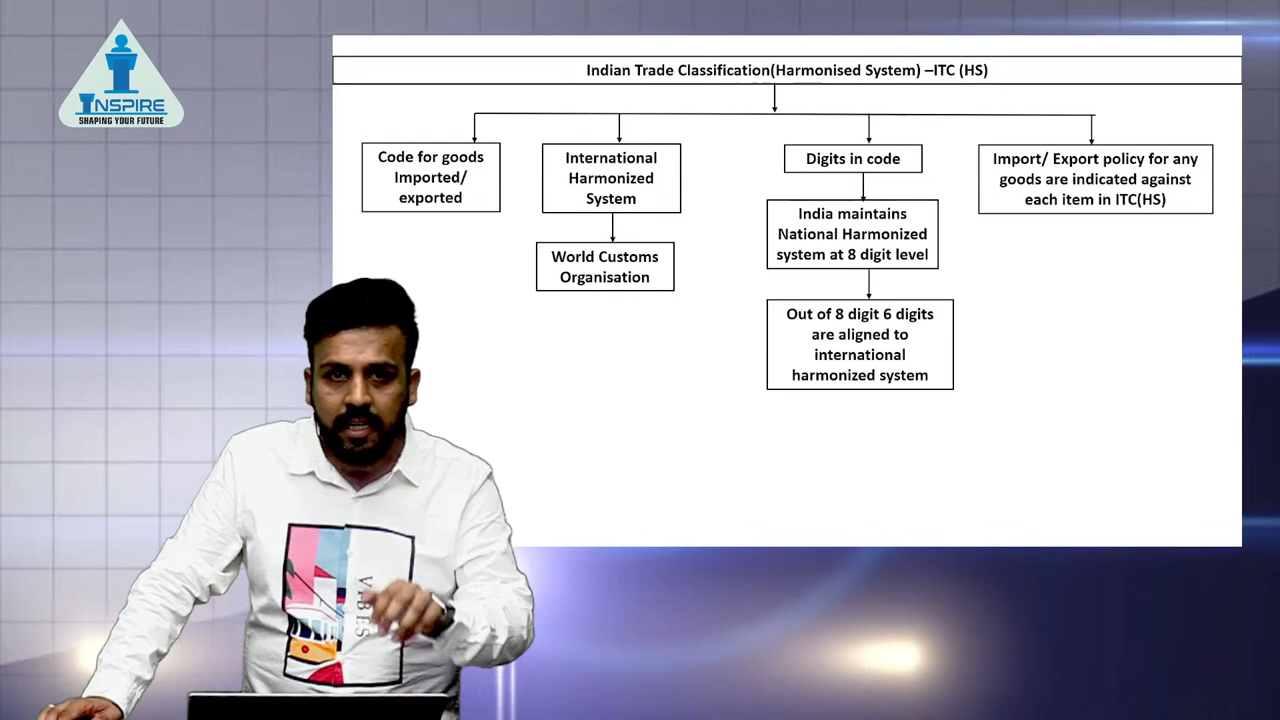 INSPIRE
SHAPING YOUR FUTURE
Indian Trade Classification(Harmonised System) –ITC (HS)
Code for goods
Imported/
exported
International
Harmonized
System
World Customs
Organisation
Digits in code
India maintains
National Harmonized
system at 8 digit level
Out of 8 digit 6 digits
are aligned to
international
harmonized system
Import/ Export policy for any
goods are indicated against
each item in ITC(HS)
VIBES